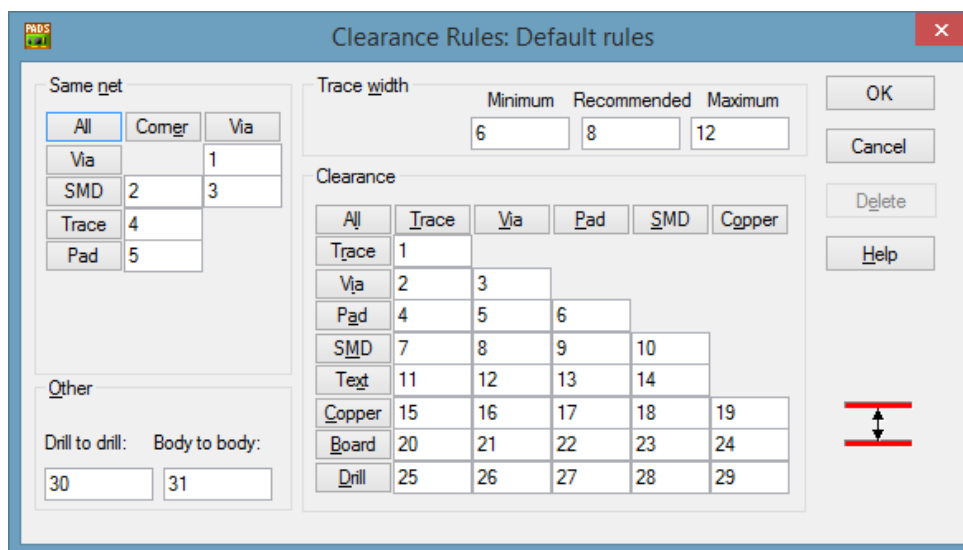 PADS
Clearance Rules: Default rules
Same net
All Corner Via
Via 1
SMD 2 3
Trace 4
Pad 5
Other
Drill to drill: Body to body:
30 31
Trace width
Minimum Recommended Maximum
6 8 12
Clearance
All Trace Via Pad SMD Copper
Trace 1
Via 2 3
Pad 4 5 6
SMD 7 8 9 10
Text 11 12 13 14
Copper 15 16 17 18 19
Board 20 21 22 23 24
Drill 25 26 27 28 29
OK
Cancel
Delete
Help